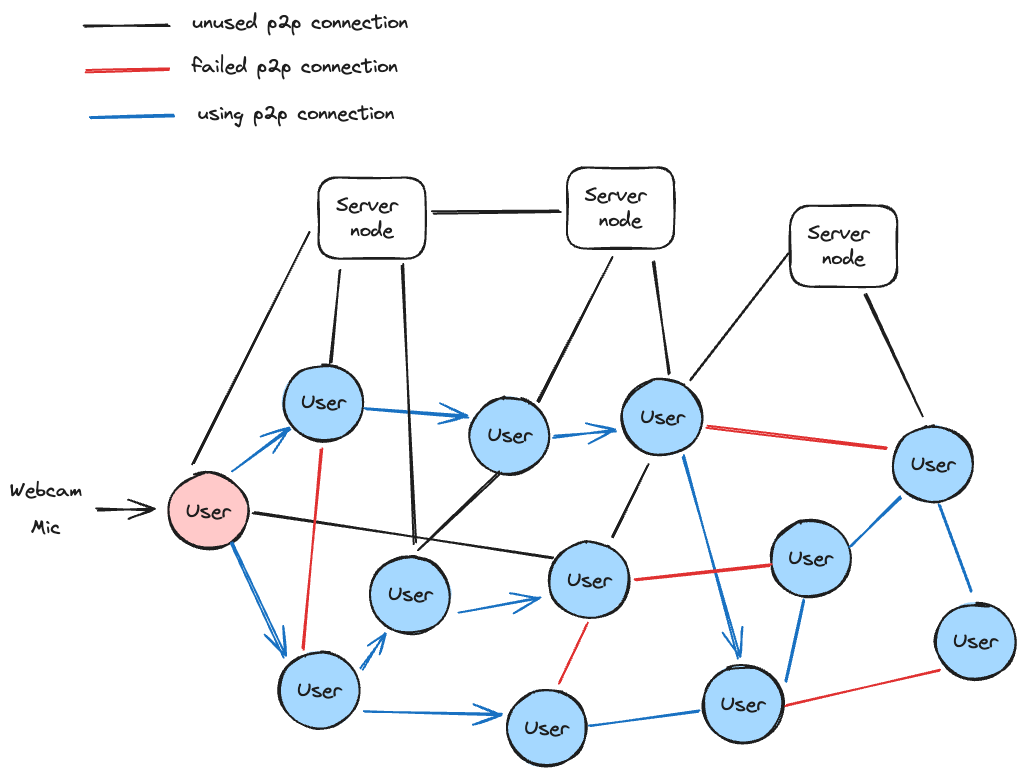 unused p2p connection
failed p2p connection
using p2p connection
Server
node
Server
node
Server
node
User
User
User
User
Webcam
Mic
User
User
User
User
User
User
User
User